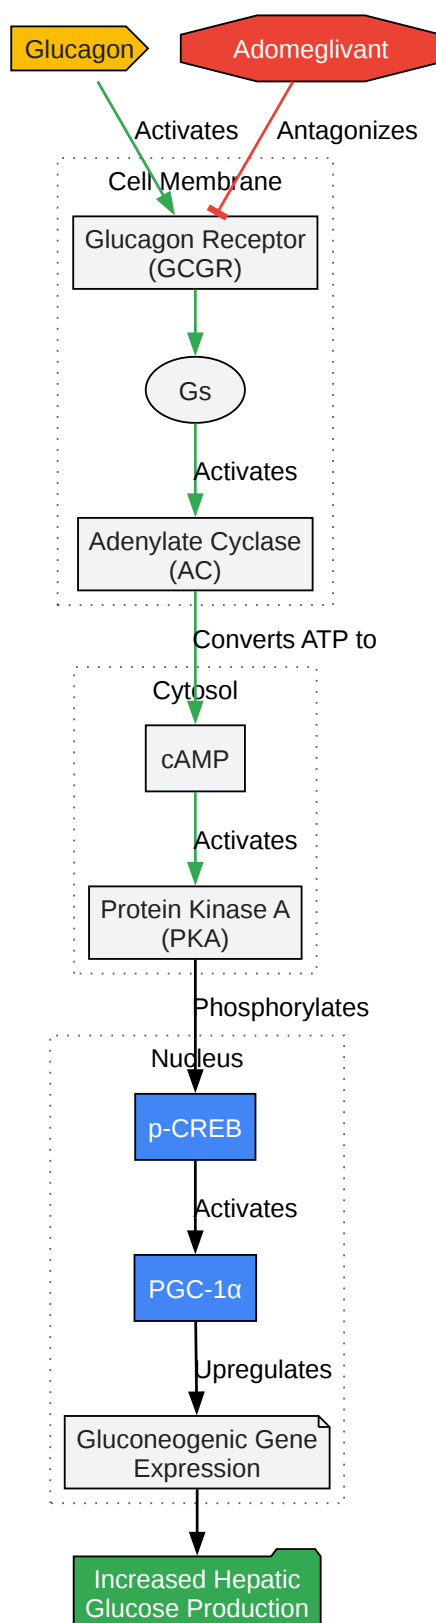 Glucagon
Adomeglivant
Activates
Antagonizes
Cell Membrane
Glucagon Receptor
(GCGR)
Gs
Activates
Adenylate Cyclase
(AC)
Converts ATP to
Cytosol
cAMP
Activates
Protein Kinase A
(PKA)
Phosphorylates
Nucleus
p-CREB
Activates
PGC-1α
Upregulates
Gluconeogenic Gene
Expression
Increased Hepatic
Glucose Production